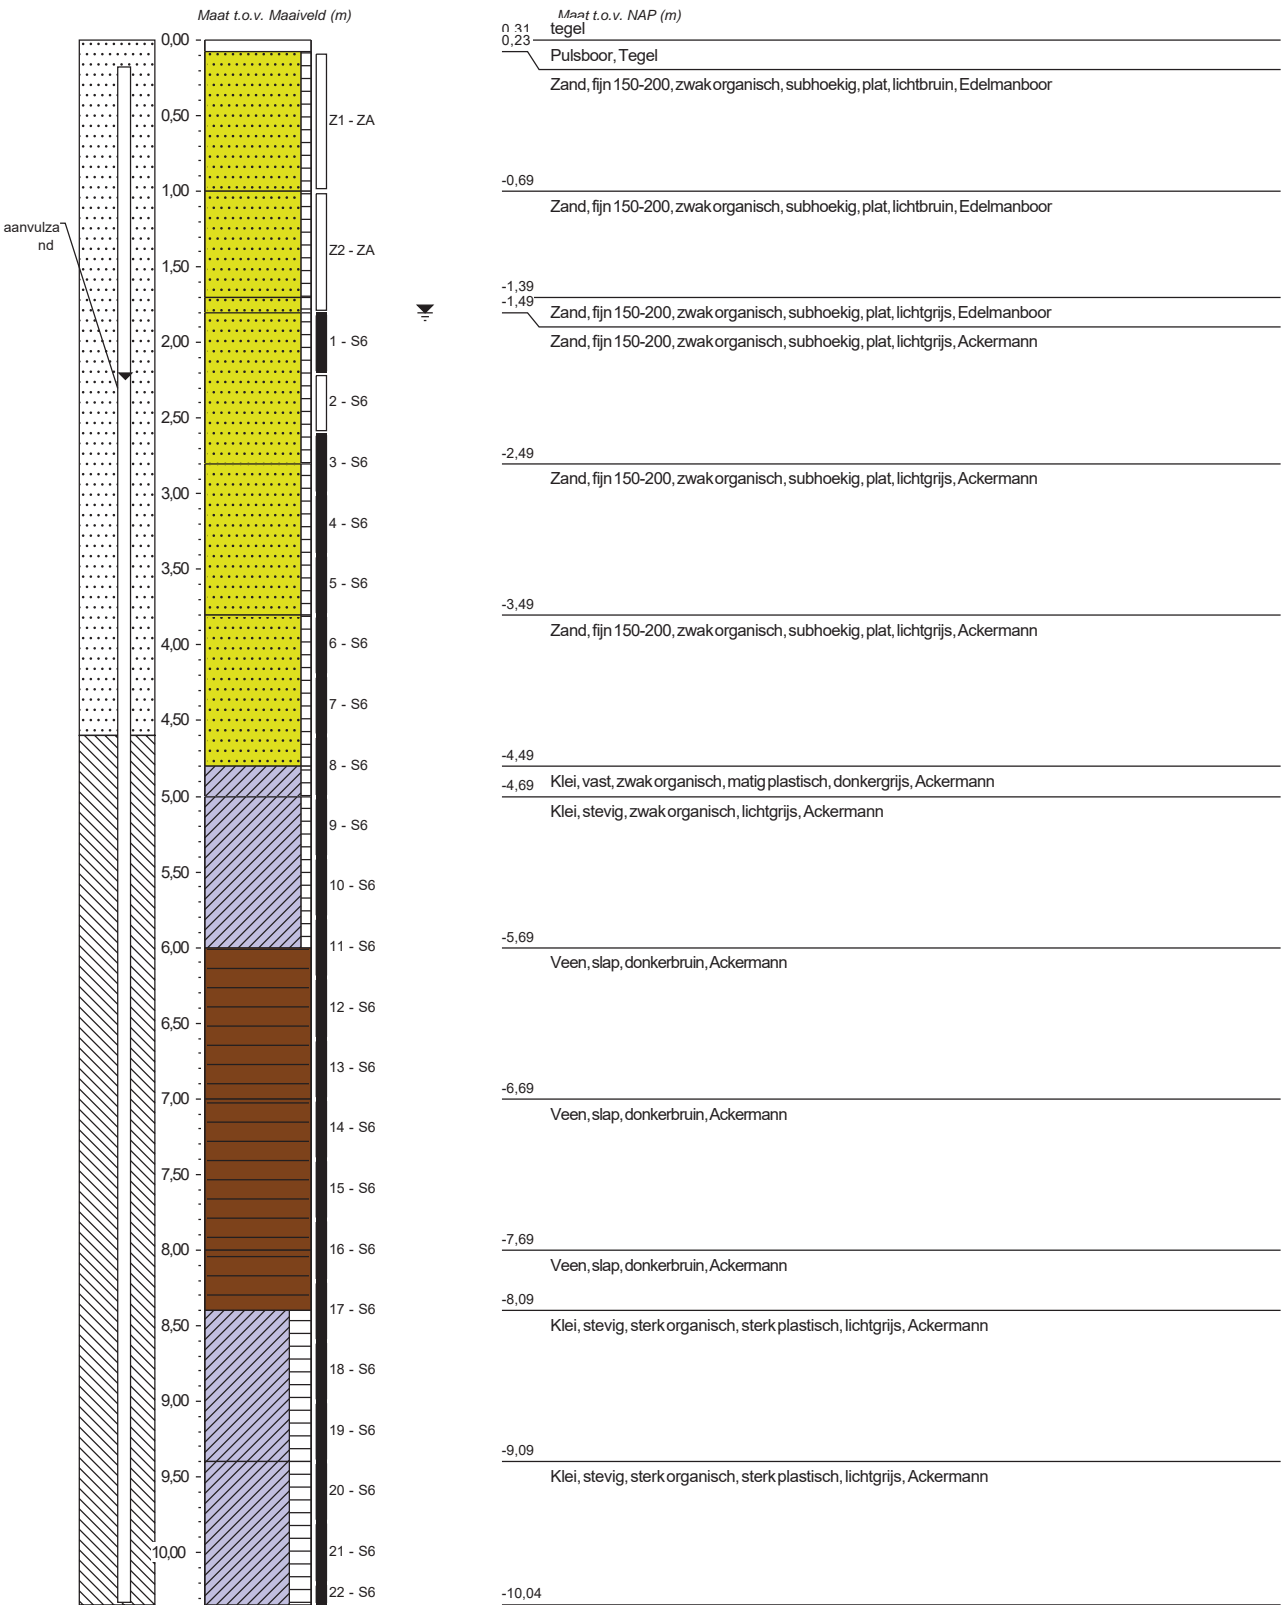 Maat t.o.v. Maaiveld (m)
Maat t.o.v. NAP (m)
0,31 tegel
0,00
0,23
Pulsboor, Tegel
Zand, fijn 150-200, zwak organisch, subhoekig, plat, lichtbruin, Edelmanboor
0,50
Z1 - ZA
-0,69
1,00
Zand, fijn 150-200, zwak organisch, subhoekig, plat, lichtbruin, Edelmanboor
aanvulza
nd
Z2 - ZA
1,50
-1,39
-1,49
Zand, fijn 150-200, zwak organisch, subhoekig, plat, lichtgrijs, Edelmanboor
2,00
1 - S6
Zand, fijn 150-200, zwak organisch, subhoekig, plat, lichtgrijs, Ackermann
2 - S6
2,50
-2,49
3 - S6
Zand, fijn 150-200, zwak organisch, subhoekig, plat, lichtgrijs, Ackermann
3,00
4 - S6
3,50
5 - S6
-3,49
Zand, fijn 150-200, zwak organisch, subhoekig, plat, lichtgrijs, Ackermann
4,00
6 - S6
7 - S6
4,50
-4,49
8 - S6
Klei, vast, zwak organisch, matig plastisch, donkergrijs, Ackermann
-4,69
5,00
Klei, stevig, zwak organisch, lichtgrijs, Ackermann
9 - S6
5,50
10 - S6
-5,69
6,00
11 - S6
Veen, slap, donkerbruin, Ackermann
12 - S6
6,50
13 - S6
-6,69
7,00
Veen, slap, donkerbruin, Ackermann
14 - S6
7,50
15 - S6
-7,69
8,00
16 - S6
Veen, slap, donkerbruin, Ackermann
-8,09
17 - S6
8,50
Klei, stevig, sterk organisch, sterk plastisch, lichtgrijs, Ackermann
18 - S6
9,00
19 - S6
-9,09
9,50
Klei, stevig, sterk organisch, sterk plastisch, lichtgrijs, Ackermann
20 - S6
10,00
21 - S6
22 - S6
-10,04